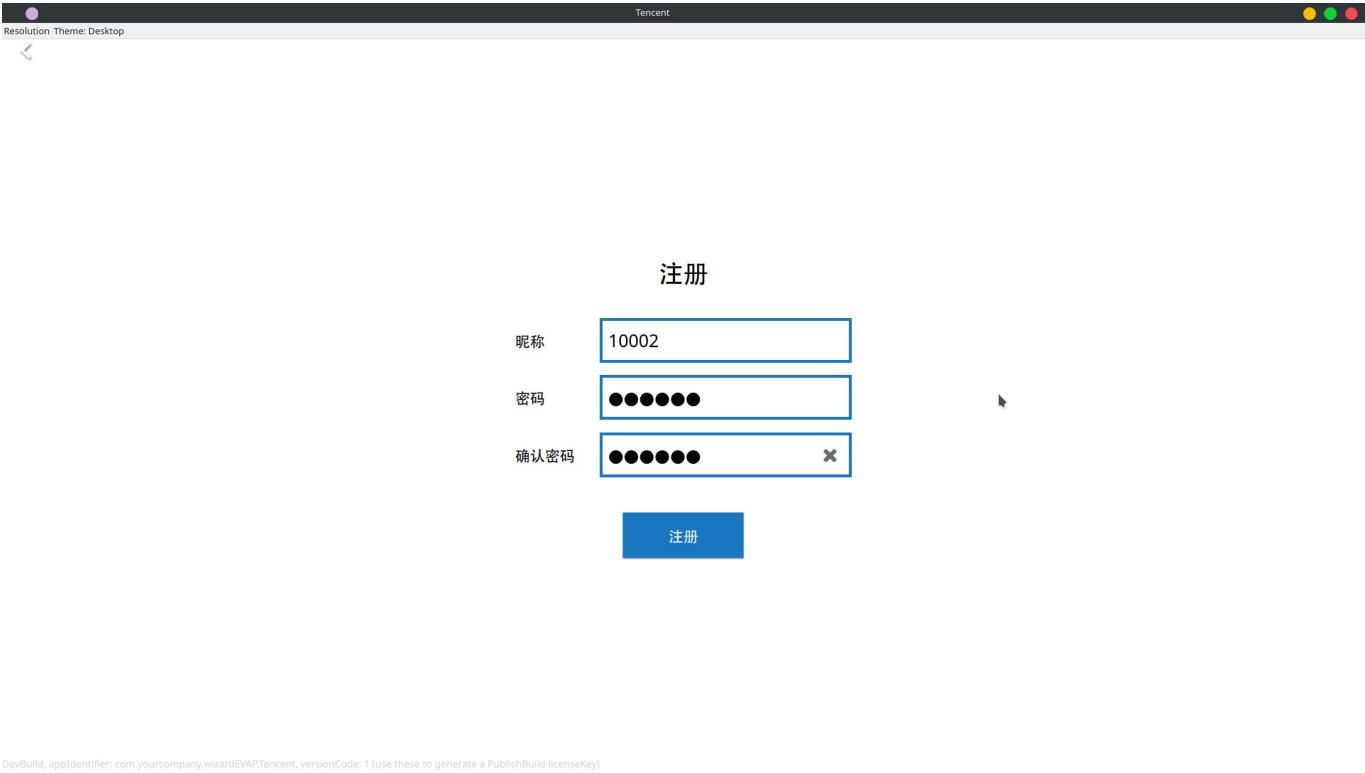 Tencent
Resolution Theme: Desktop
注册
昵称 10002
密码 ●●●●●●
确认密码 ●●●●●●
注册
DevBuild, appIdentifier: com.yourcompany.wizardEVAP.Tencent, versionCode: 1 (use these to generate a PublishBuild licenseKey)